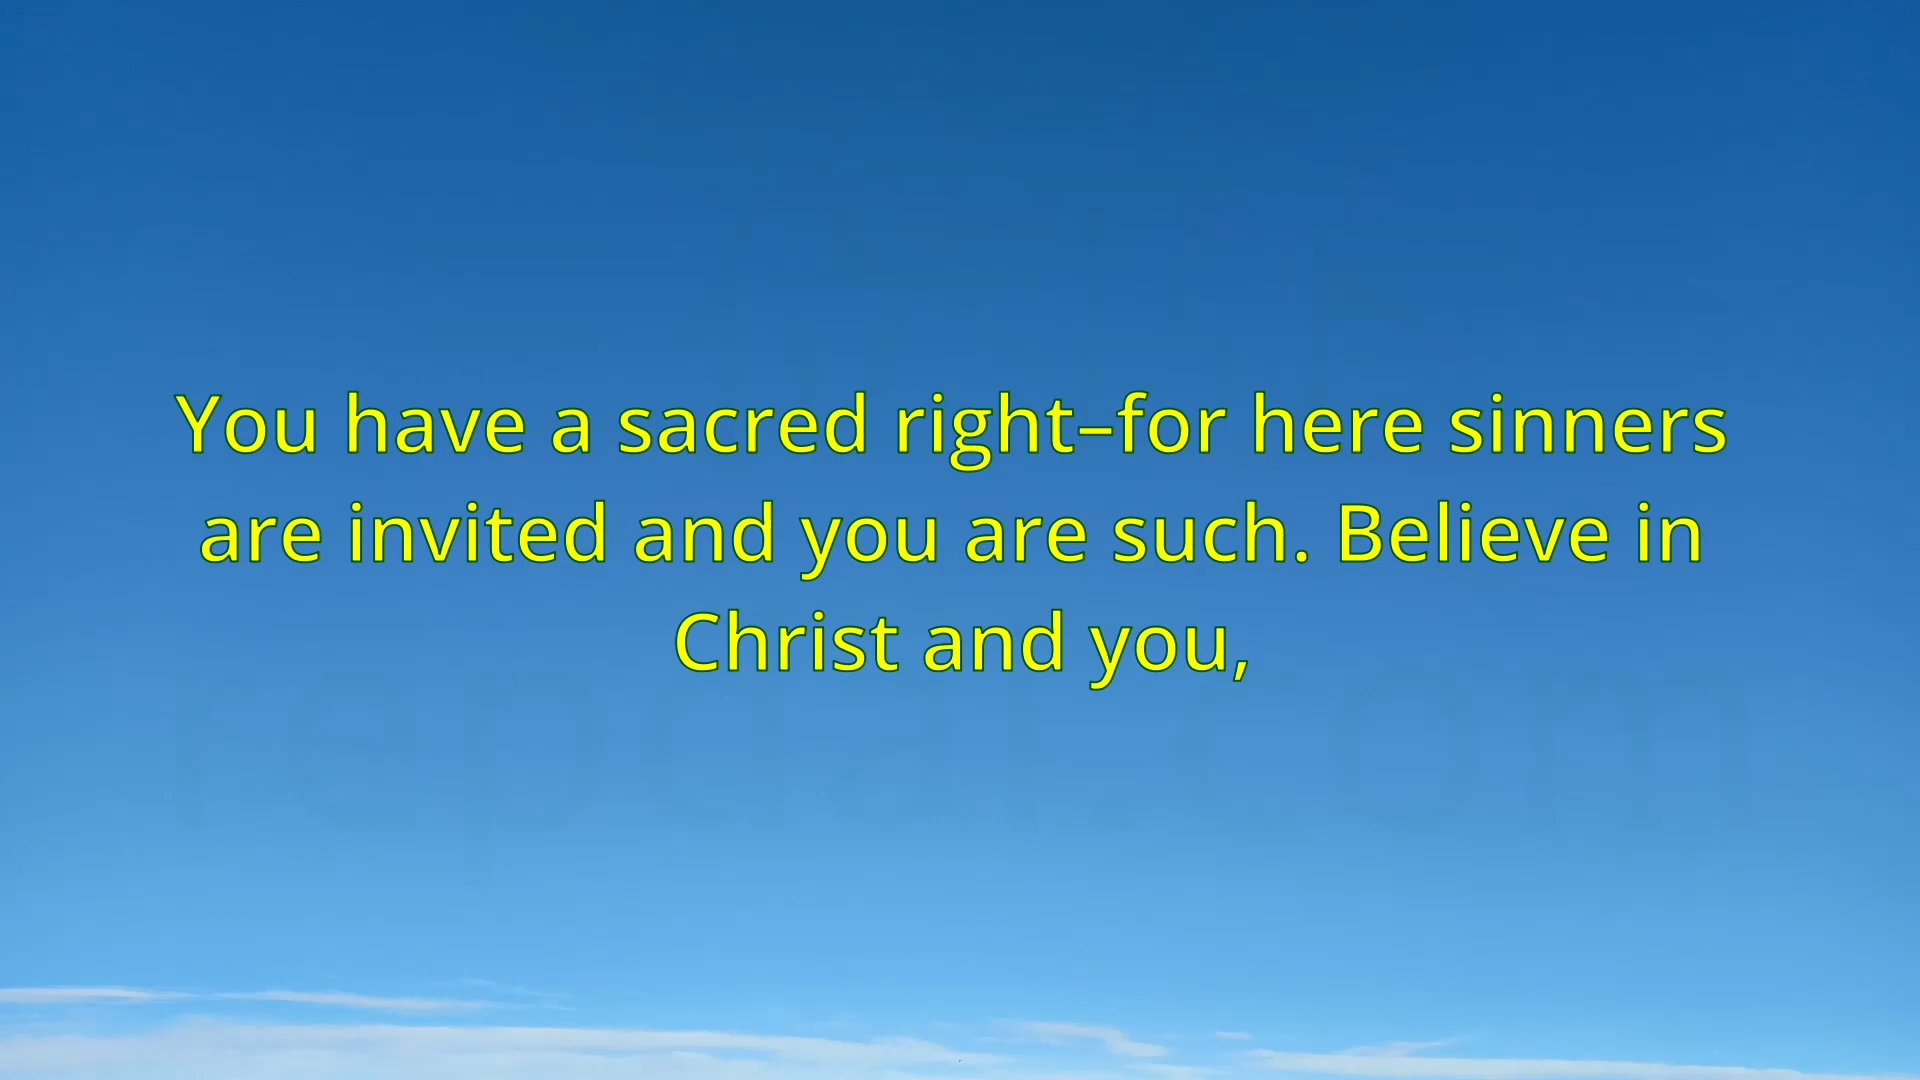 You have a sacred right–for here sinners
are invited and you are such. Believe in
Christ and you,